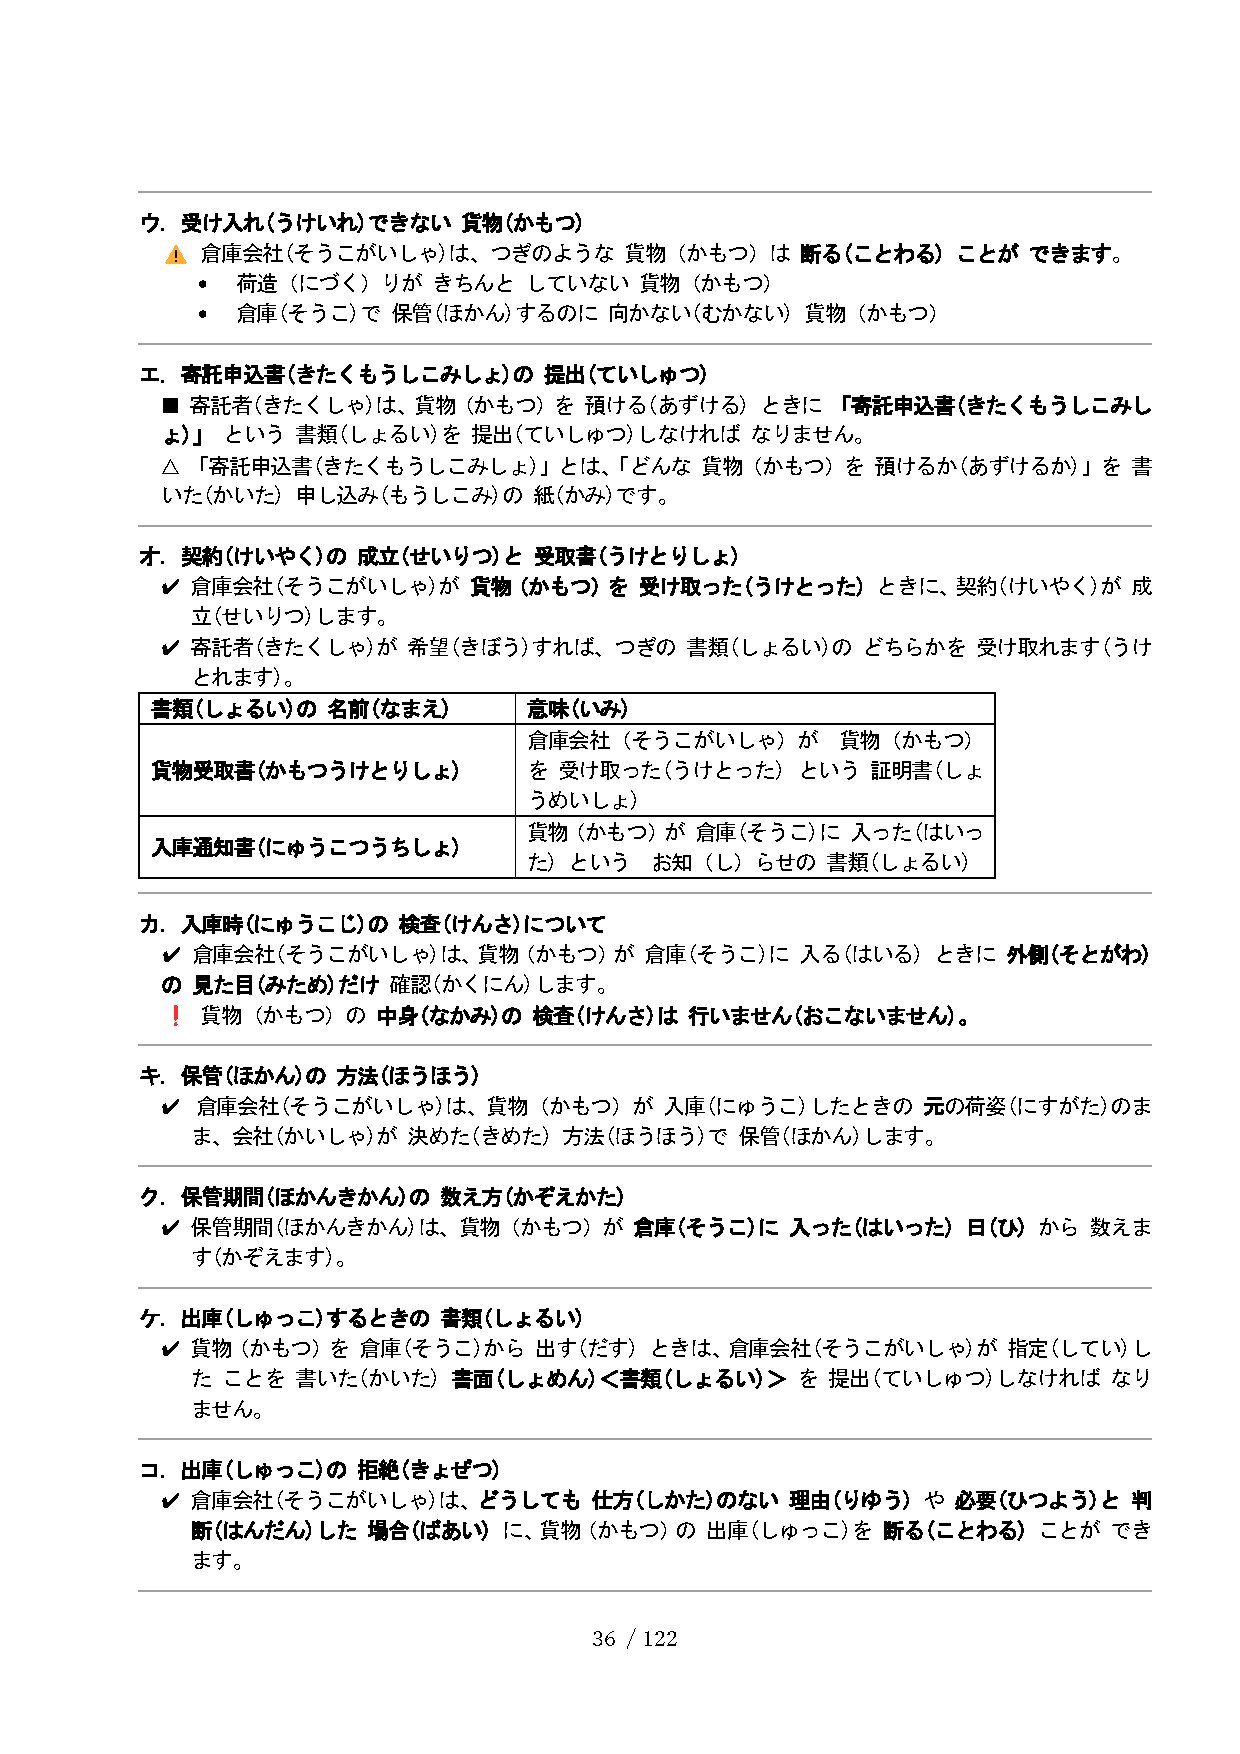 ウ. 受け入れ(うけいれ)できない 貨物(かもつ)
⚠ 倉庫会社(そうこがいしゃ)は、つぎのような 貨物（かもつ）は 断る(ことわる) ことが できます。
• 荷造（にづく）りが きちんと していない 貨物（かもつ）
• 倉庫(そうこ)で 保管(ほかん)するのに 向かない(むかない) 貨物（かもつ）
エ. 寄託申込書(きたくもうしこみしょ)の 提出(ていしゅつ)
■ 寄託者(きたくしゃ)は、貨物（かもつ）を 預ける(あずける) ときに 「寄託申込書(きたくもうしこみし
ょ)」 という 書類(しょるい)を 提出(ていしゅつ)しなければ なりません。
△ 「寄託申込書(きたくもうしこみしょ)」とは、「どんな 貨物（かもつ）を 預けるか(あずけるか)」を 書
いた(かいた) 申し込み(もうしこみ)の 紙(かみ)です。
オ. 契約(けいやく)の 成立(せいりつ)と 受取書(うけとりしょ)
✔ 倉庫会社(そうこがいしゃ)が 貨物（かもつ）を 受け取った(うけとった) ときに、契約(けいやく)が 成
立(せいりつ)します。
✔ 寄託者(きたくしゃ)が 希望(きぼう)すれば、つぎの 書類(しょるい)の どちらかを 受け取れます(うけ
とれます)。
書類(しょるい)の 名前(なまえ) 意味(いみ)
倉庫会社（そうこがいしゃ）が 貨物（かもつ）
貨物受取書(かもつうけとりしょ) を 受け取った(うけとった) という 証明書(しょ
うめいしょ)
貨物（かもつ）が 倉庫(そうこ)に 入った(はいっ
入庫通知書(にゅうこつうちしょ)
た) という お知（し）らせの 書類(しょるい)
カ. 入庫時(にゅうこじ)の 検査(けんさ)について
✔ 倉庫会社(そうこがいしゃ)は、貨物（かもつ）が 倉庫(そうこ)に 入る(はいる) ときに 外側(そとがわ)
の 見た目(みため)だけ 確認(かくにん)します。
❗ 貨物（かもつ）の 中身(なかみ)の 検査(けんさ)は 行いません(おこないません)。
キ. 保管(ほかん)の 方法(ほうほう)
✔ 倉庫会社(そうこがいしゃ)は、貨物（かもつ）が 入庫(にゅうこ)したときの 元の荷姿(にすがた)のま
ま、会社(かいしゃ)が 決めた(きめた) 方法(ほうほう)で 保管(ほかん)します。
ク. 保管期間(ほかんきかん)の 数え方(かぞえかた)
✔ 保管期間(ほかんきかん)は、貨物（かもつ）が 倉庫(そうこ)に 入った(はいった) 日(ひ) から 数えま
す(かぞえます)。
ケ. 出庫(しゅっこ)するときの 書類(しょるい)
✔ 貨物（かもつ）を 倉庫(そうこ)から 出す(だす) ときは、倉庫会社(そうこがいしゃ)が 指定(してい)し
た ことを 書いた(かいた) 書面(しょめん)＜書類(しょるい)＞ を 提出(ていしゅつ)しなければ なり
ません。
コ. 出庫(しゅっこ)の 拒絶(きょぜつ)
✔ 倉庫会社(そうこがいしゃ)は、どうしても 仕方(しかた)のない 理由(りゆう) や 必要(ひつよう)と 判
断(はんだん)した 場合(ばあい) に、貨物（かもつ）の 出庫(しゅっこ)を 断る(ことわる) ことが でき
ます。
36 / 122